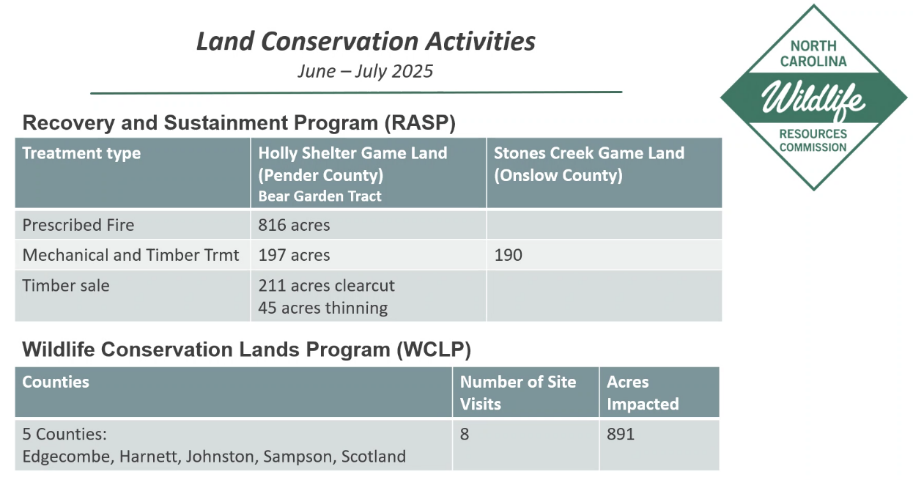 Land Conservation Activities
June – July 2025
NORTH
CAROLINA
Wildlife
RESOURCES
COMMISSION
Recovery and Sustainment Program (RASP)
Treatment type
Holly Shelter Game Land
(Pender County)
Bear Garden Tract
Stones Creek Game Land
(Onslow County)
Prescribed Fire
816 acres
Mechanical and Timber Trmt
197 acres
190
Timber sale
211 acres clearcut
45 acres thinning
Wildlife Conservation Lands Program (WCLP)
Counties
Number of Site
Visits
Acres
Impacted
5 Counties:
Edgecombe, Harnett, Johnston, Sampson, Scotland
8
891